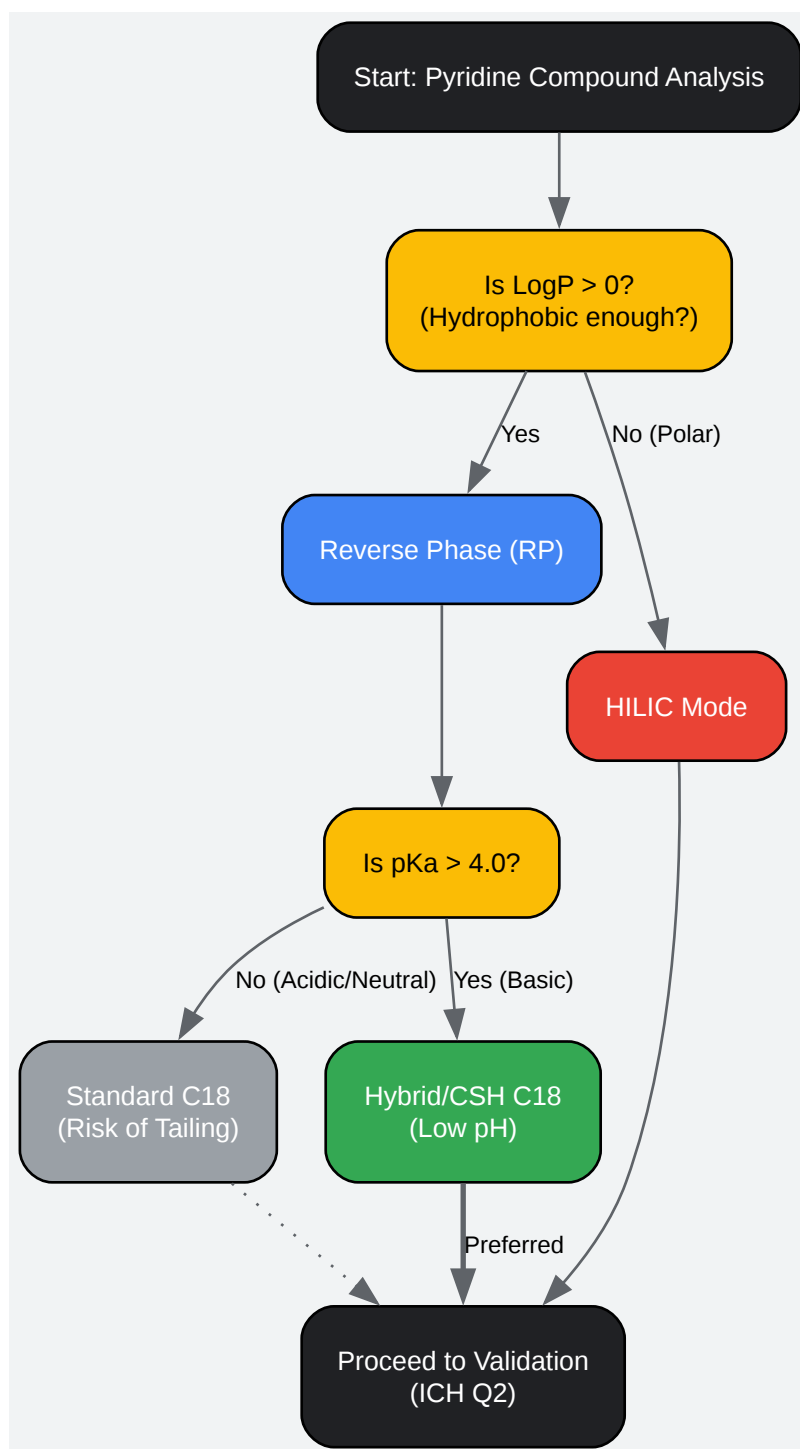 Start: Pyridine Compound Analysis
Is LogP > 0?
(Hydrophobic enough?)
Yes
No (Polar)
Reverse Phase (RP)
HILIC Mode
Is pKa > 4.0?
No (Acidic/Neutral)
Yes (Basic)
Standard C18
(Risk of Tailing)
Hybrid/CSH C18
(Low pH)
Preferred
Proceed to Validation
(ICH Q2)